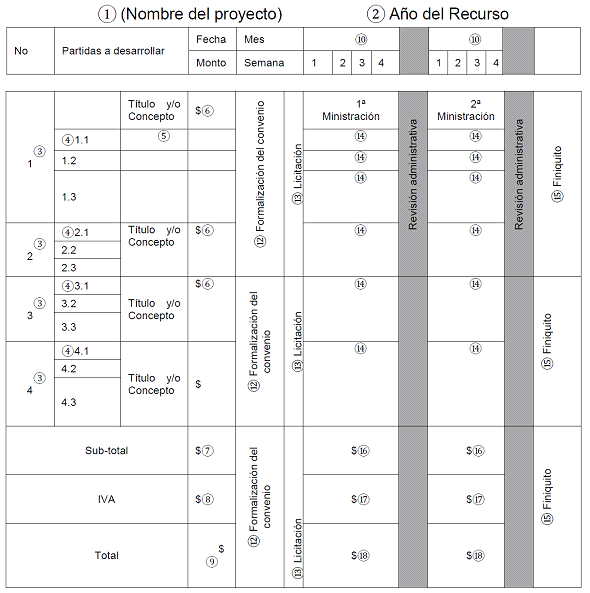 ① (Nombre del proyecto) ② Año del Recurso
No Partidas a desarrollar Fecha Mes ⑩ ⑩
Monto Semana 1 2 3 4 1 2 3 4
Título y/o Concepto $⑥ 1ª Ministración 2ª Ministración
③ 1
④1.1 ⑤ ⑭ ⑭
1.2 ⑭ ⑭
1.3 ⑭ ⑭
③ 2
④2.1 Título y/o Concepto $⑥ ⑭ ⑭
2.2
2.3
⑫ Formalización del convenio
⑬ Licitación
Revisión administrativa
Revisión administrativa
⑮ Finiquito
③ 3
④3.1 Título y/o Concepto $⑥ ⑭ ⑭
3.2
3.3
③ 4
④4.1 Título y/o Concepto $ ⑭ ⑭
4.2
4.3
⑫ Formalización del convenio
⑬ Licitación
⑮ Finiquito
Sub-total $⑦ $⑯ $⑯
IVA $⑧ $⑰ $⑰
Total $ ⑨ $⑱ $⑱
⑫ Formalización del convenio
⑬ Licitación
⑮ Finiquito